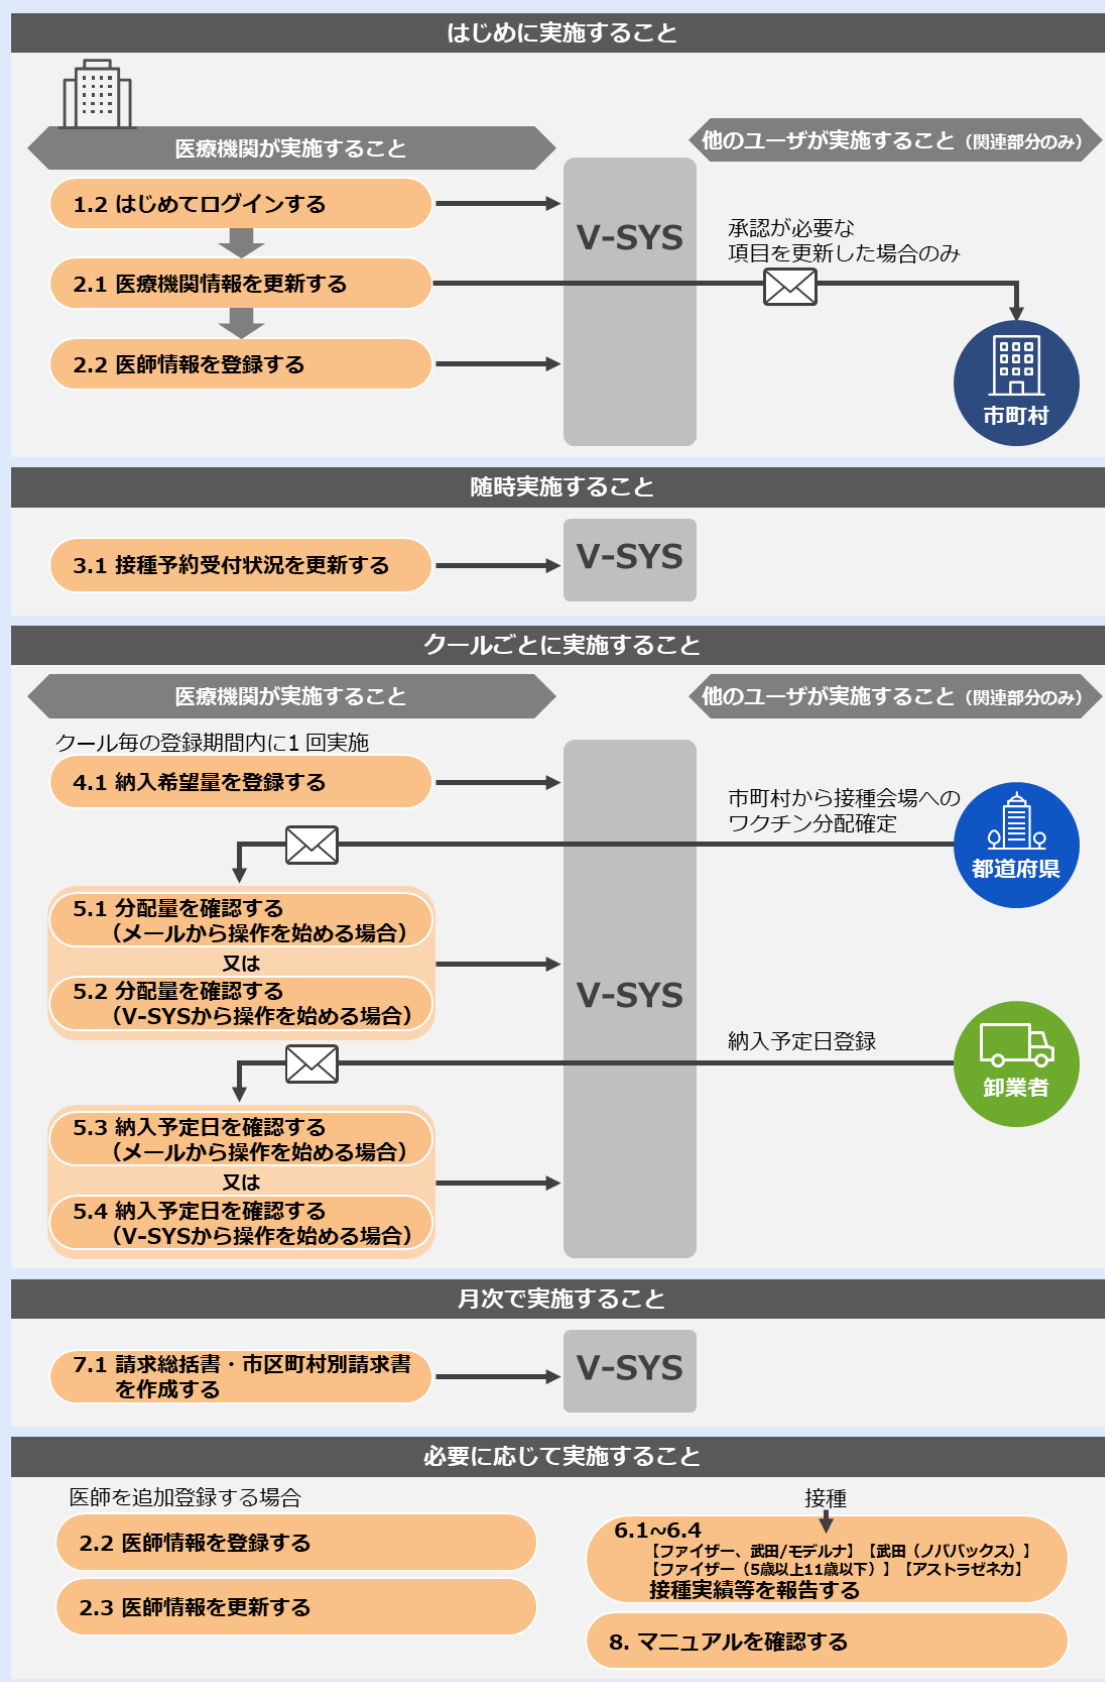 はじめに実施すること
医療機関が実施すること
他のユーザが実施すること（関連部分のみ）
1.2 はじめてログインする
V-SYS
承認が必要な
項目を更新した場合のみ
2.1 医療機関情報を更新する
2.2 医師情報を登録する
市町村
随時実施すること
3.1 接種予約受付状況を更新する
V-SYS
クールごとに実施すること
医療機関が実施すること
他のユーザが実施すること（関連部分のみ）
クール毎の登録期間内に1回実施
4.1 納入希望量を登録する
市町村から接種会場への
ワクチン分配確定
都道府県
5.1 分配量を確認する
（メールから操作を始める場合）
又は
5.2 分配量を確認する
（V-SYSから操作を始める場合）
V-SYS
納入予定日登録
卸業者
5.3 納入予定日を確認する
（メールから操作を始める場合）
又は
5.4 納入予定日を確認する
（V-SYSから操作を始める場合）
月次で実施すること
7.1 請求総括書・市区町村別請求書
を作成する
V-SYS
必要に応じて実施すること
医師を追加登録する場合
2.2 医師情報を登録する
2.3 医師情報を更新する
接種
6.1~6.4
【ファイザー、武田/モデルナ】【武田（ノババックス）】
【ファイザー（5歳以上11歳以下）】【アストラゼネカ】
接種実績等を報告する
8. マニュアルを確認する